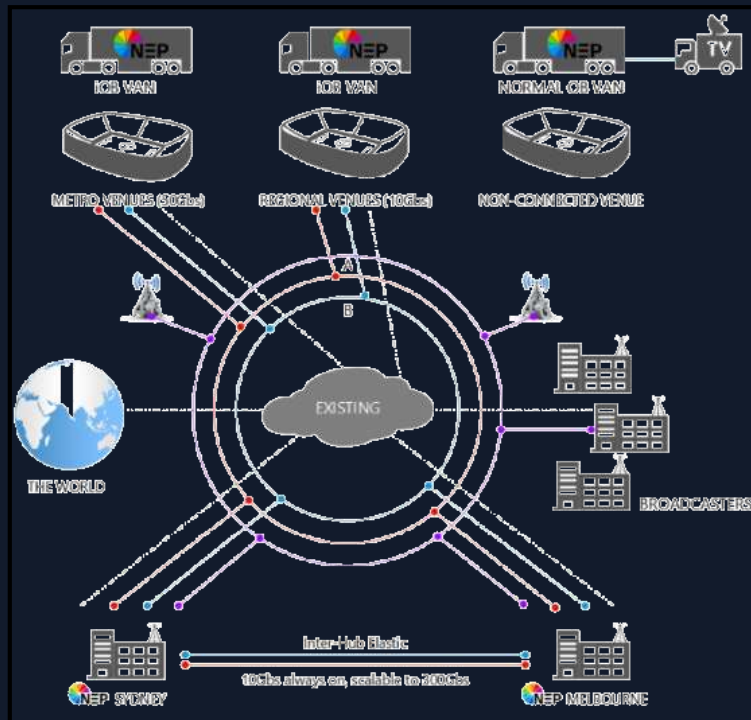 NEP
NEP
NEP
TV
IOB VAN
IOB VAN
NORMAL OB VAN
METRO VENUES (30Gbs)
REGIONAL VENUES (10Gbs)
NON-CONNECTED VENUE
A
B
EXISTING
THE WORLD
BROADCASTERS
Inter-Hub Elastic
10Gbs always on, scalable to 300Gbs
NEP SYDNEY
NEP MELBOURNE